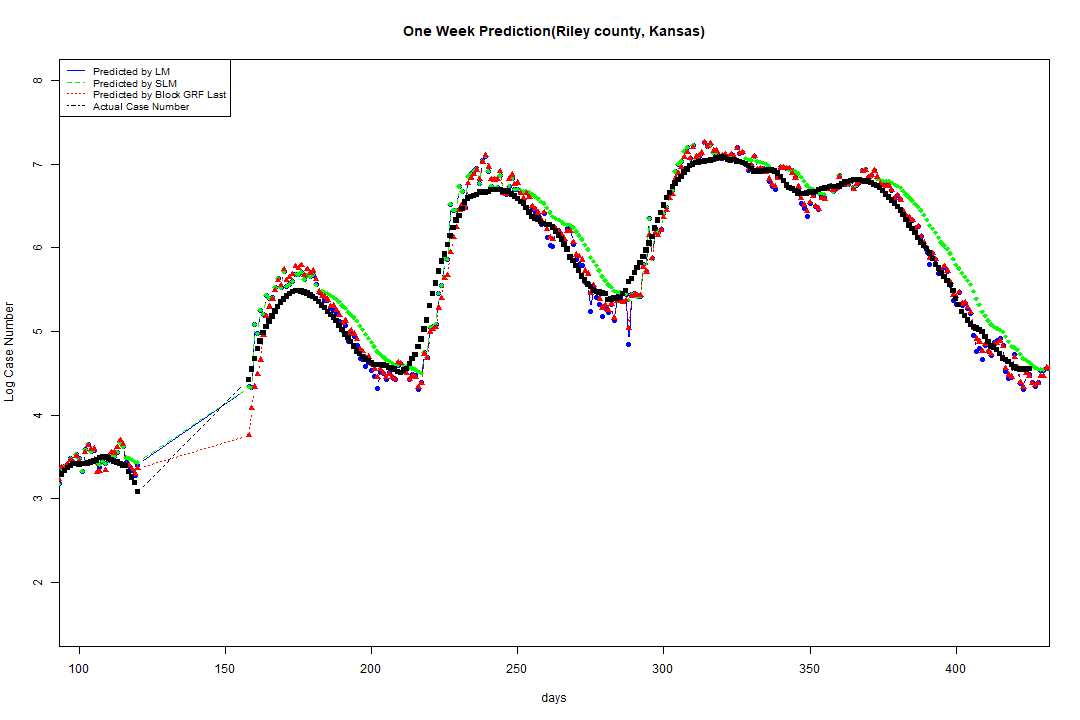 One Week Prediction(Riley county, Kansas)
Predicted by LM
Predicted by SLM
Predicted by Block GRF Last
Actual Case Number
8
7
6
5
4
3
2
Log Case Number
100 150 200 250 300 350 400
days